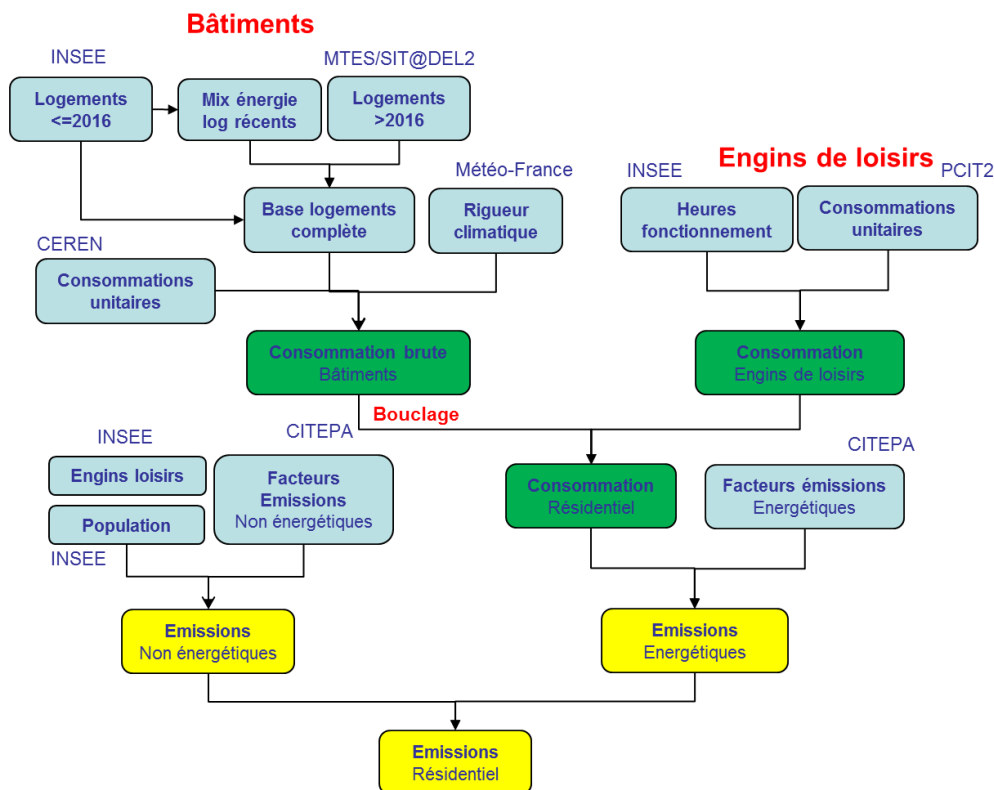 Bâtiments
INSEE
MTES/SIT@DEL2
Logements
<=2016
Mix énergie
log récents
Logements
>2016
Engins de loisirs
Météo-France
INSEE
PCIT2
Base logements
complète
Rigueur
climatique
Heures
fonctionnement
Consommations
unitaires
CEREN
Consommations
unitaires
Consommation brute
Bâtiments
Consommation
Engins de loisirs
Bouclage
INSEE
CITEPA
CITEPA
Engins loisirs
Facteurs
Emissions
Non énergétiques
Population
INSEE
Consommation
Résidentiel
Facteurs émissions
Energétiques
Emissions
Non énergétiques
Emissions
Energétiques
Emissions
Résidentiel